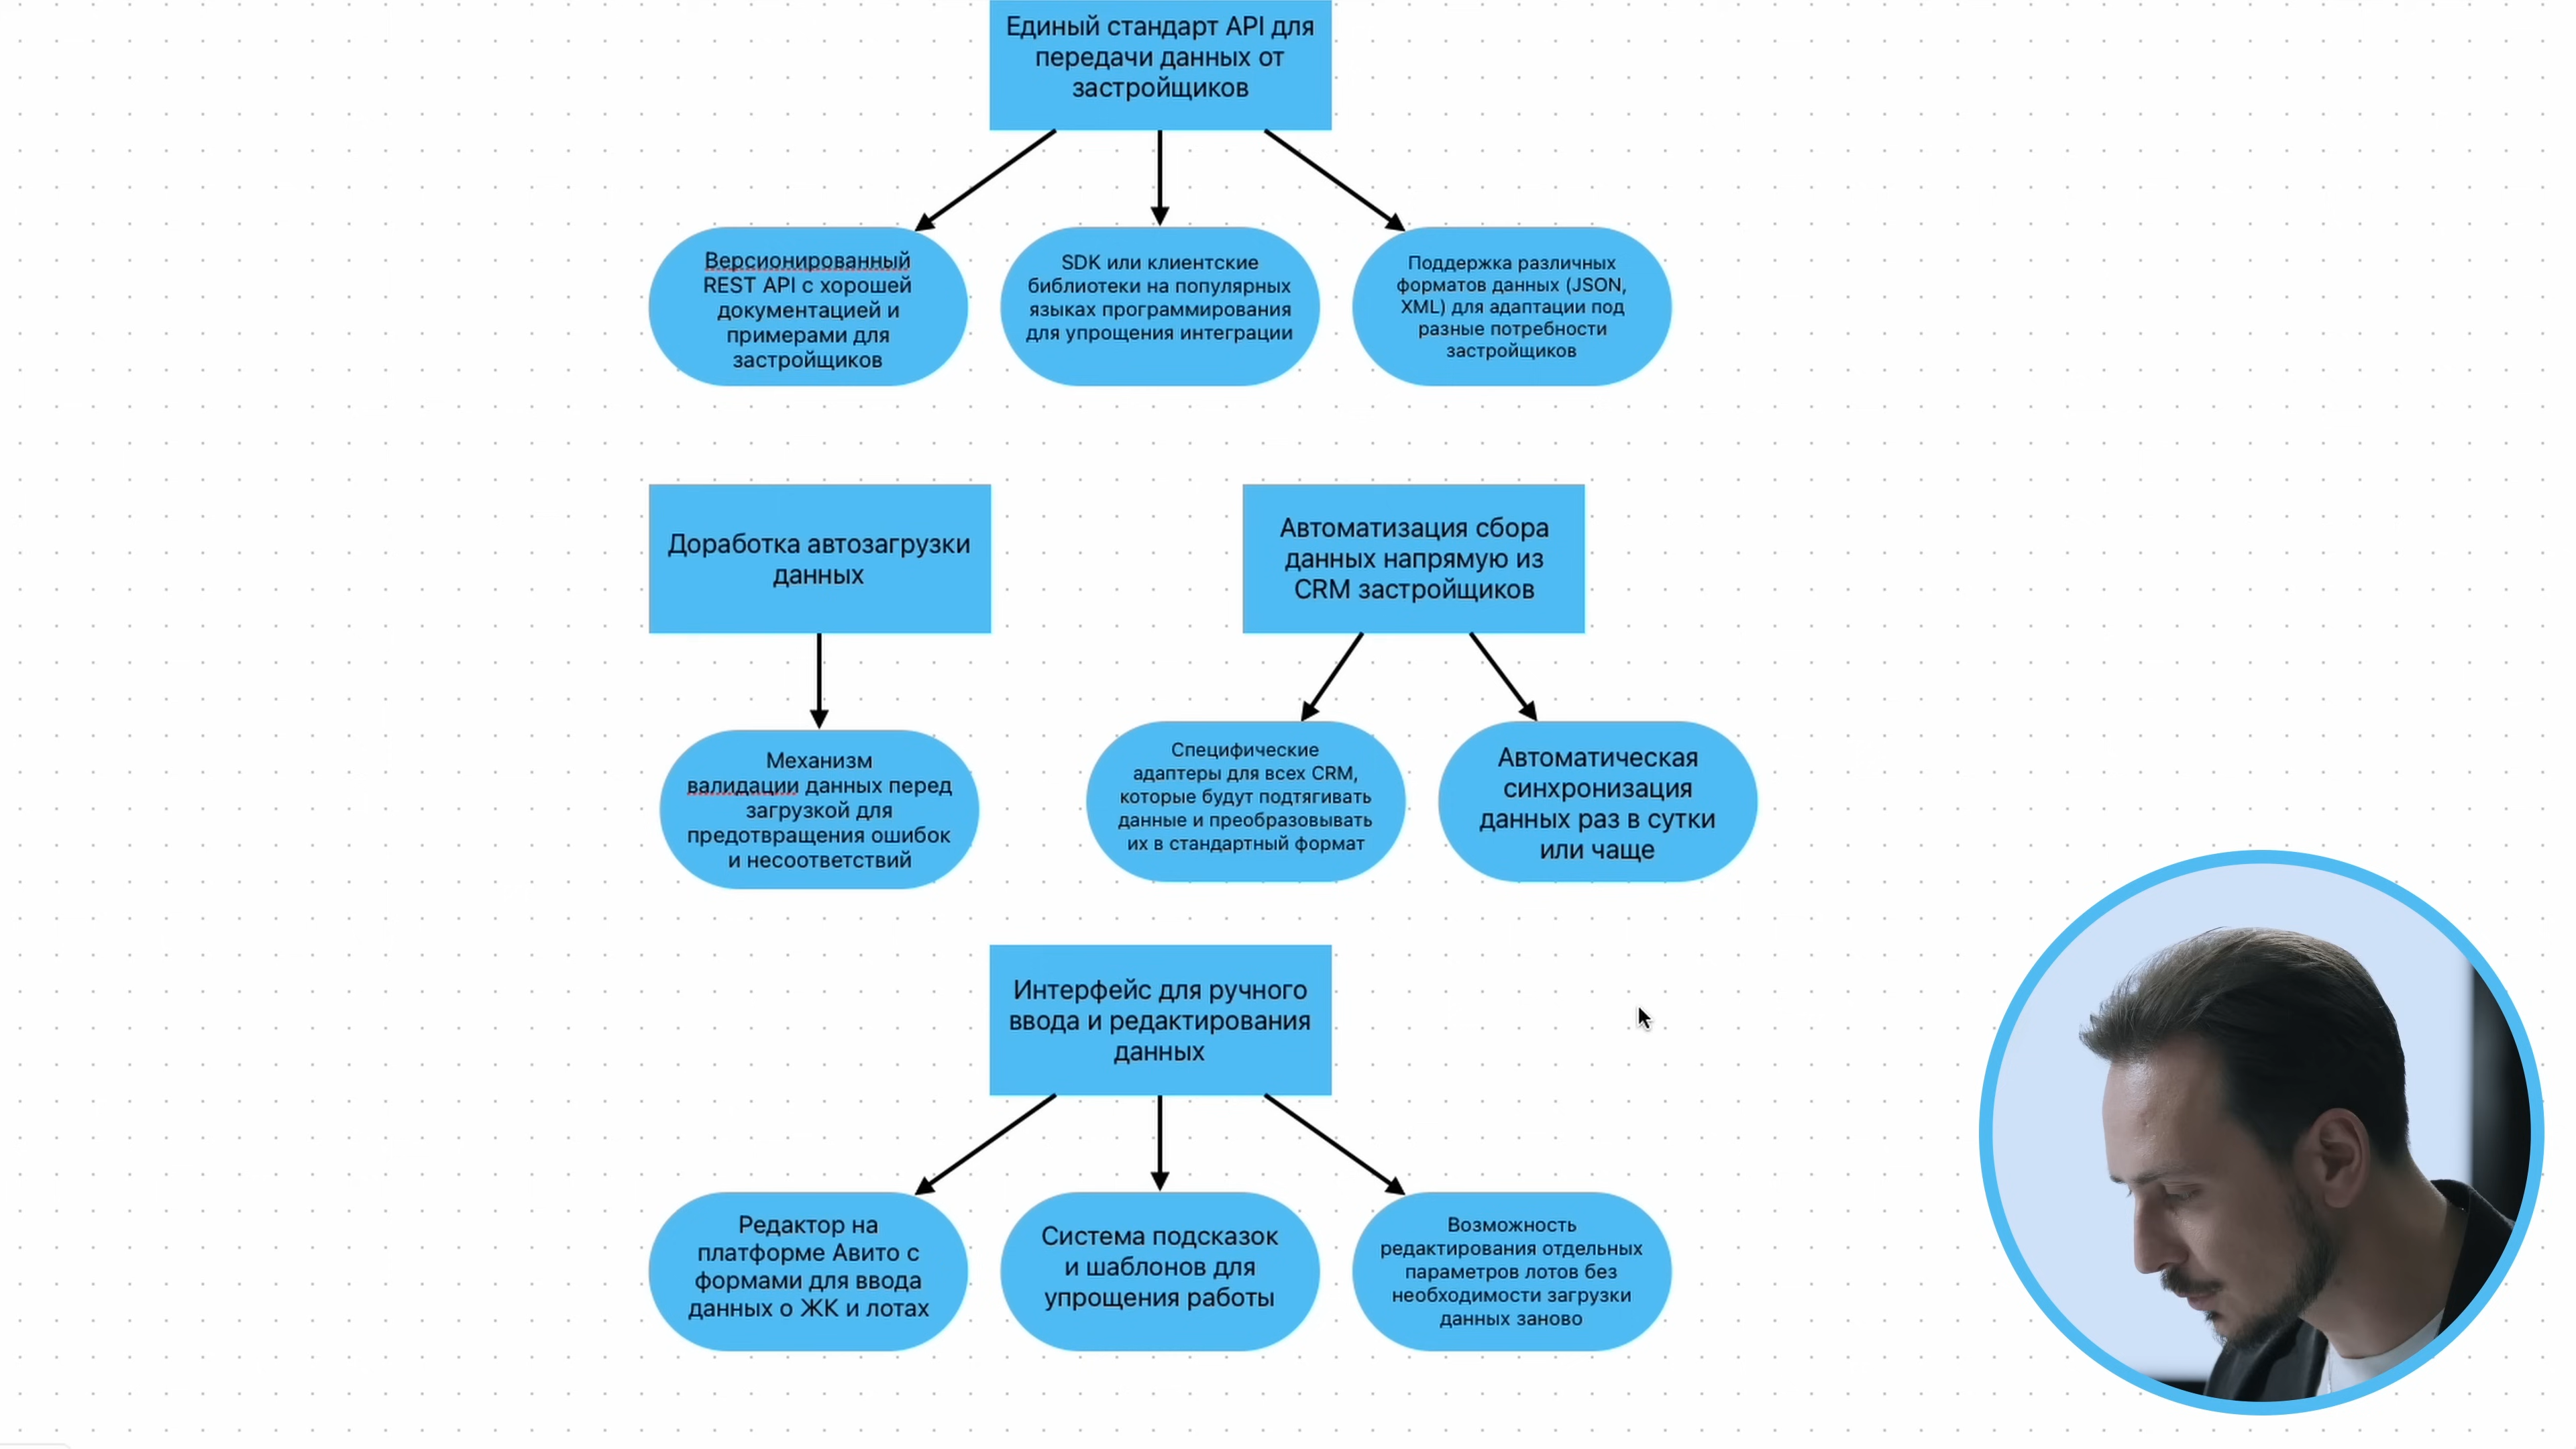 Единый стандарт API для
передачи данных от
застройщиков
Версионированный
REST API с хорошей
документацией и
примерами для
застройщиков
SDK или клиентские
библиотеки на популярных
языках программирования
для упрощения интеграции
Поддержка различных
форматов данных (JSON,
XML) для адаптации под
разные потребности
застройщиков
Доработка автозагрузки
данных
Автоматизация сбора
данных напрямую из
CRM застройщиков
Механизм
валидации данных перед
загрузкой для
предотвращения ошибок
и несоответствий
Специфические
адаптеры для всех CRM,
которые будут подтягивать
данные и преобразовывать
их в стандартный формат
Автоматическая
синхронизация
данных раз в сутки
или чаще
Интерфейс для ручного
ввода и редактирования
данных
Редактор на
платформе Авито с
формами для ввода
данных о ЖК и лотах
Система подсказок
и шаблонов для
упрощения работы
Возможность
редактирования отдельных
параметров лотов без
необходимости загрузки
данных заново